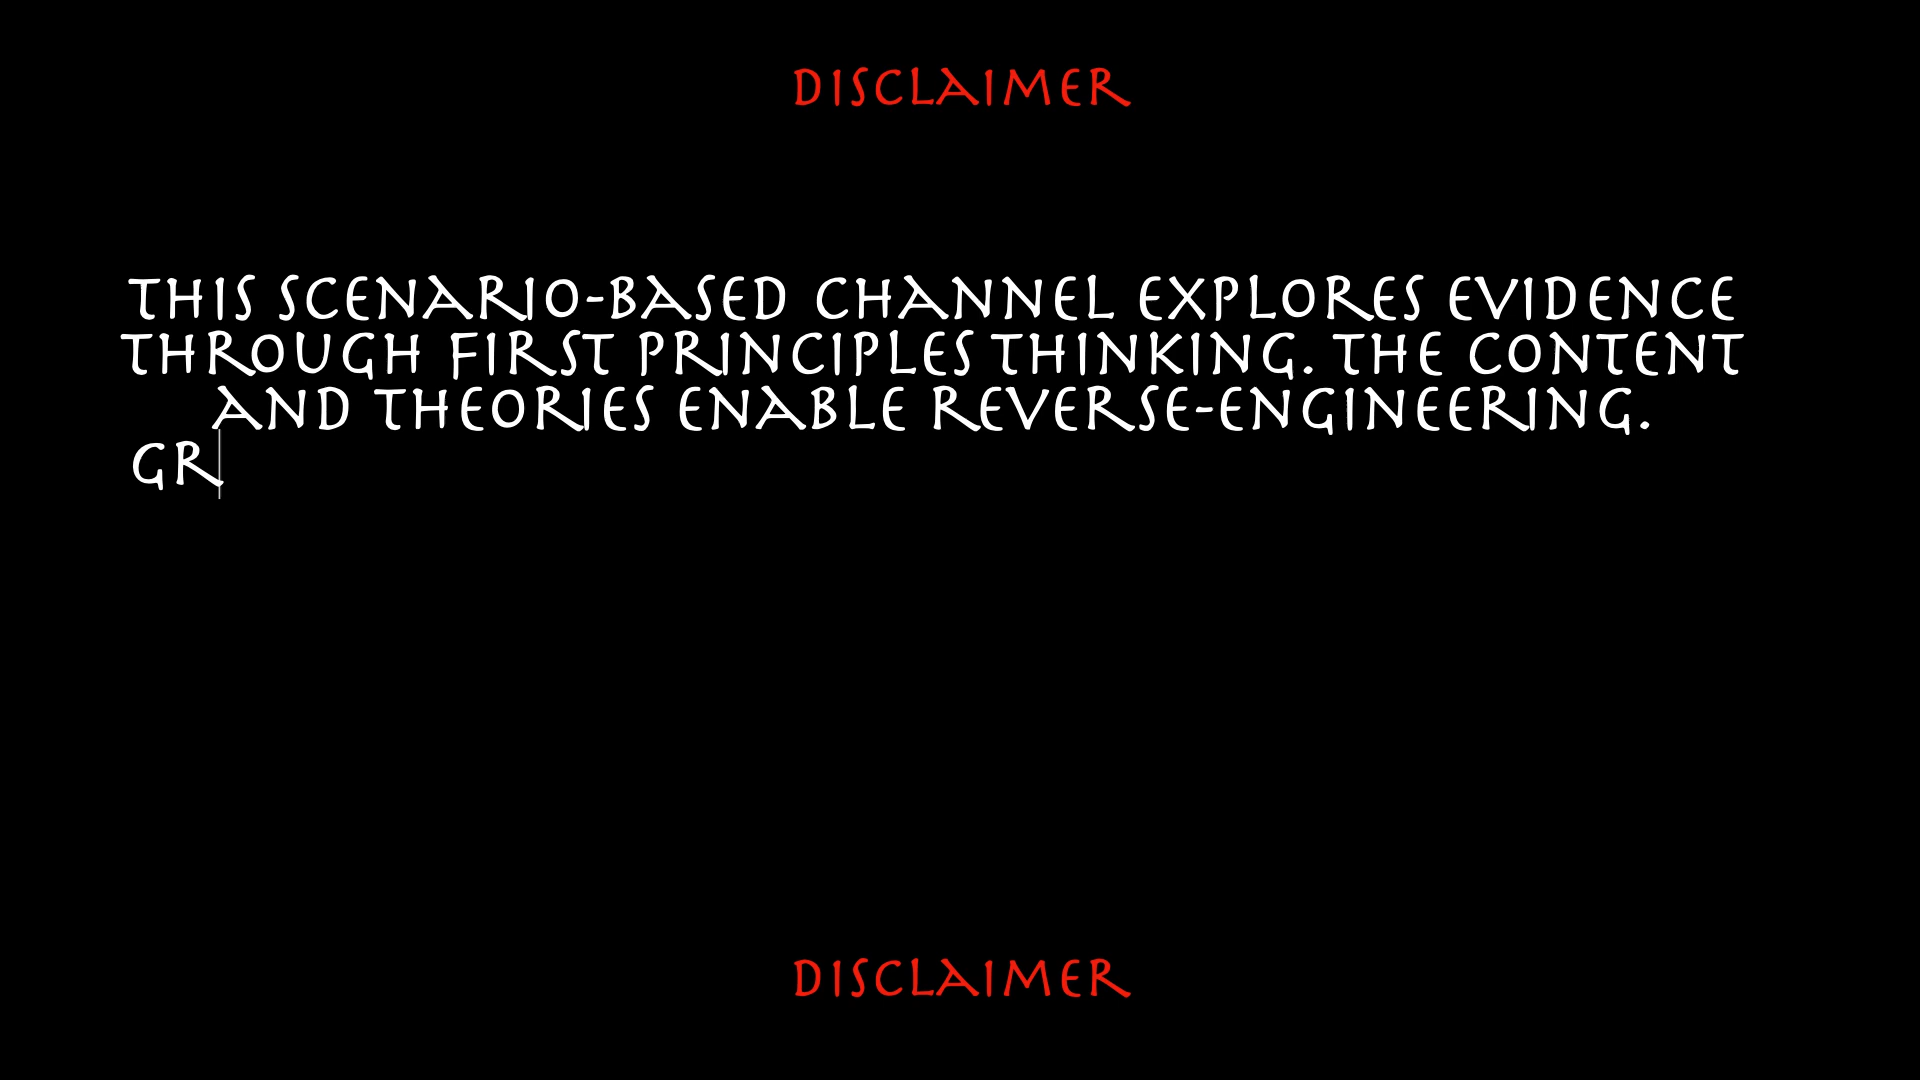 DISCLAIMER
THIS SCENARIO-BASED CHANNEL EXPLORES EVIDENCE
THROUGH FIRST PRINCIPLES THINKING. THE CONTENT
AND THEORIES ENABLE REVERSE-ENGINEERING.
GR
DISCLAIMER